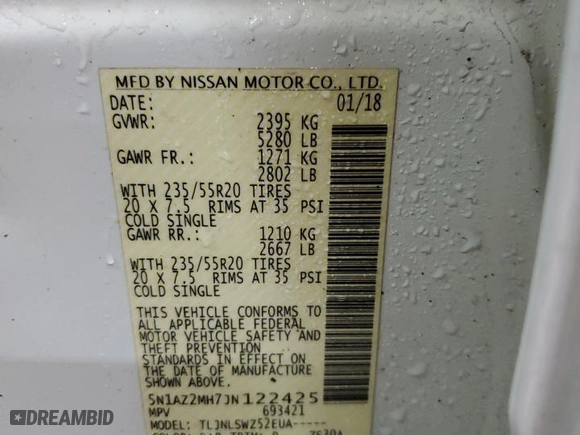 MFD BY NISSAN MOTOR CO., LTD.
DATE: 01/18
GVWR: 2395 KG
5280 LB
GAWR FR.: 1271 KG
2802 LB
WITH 235/55R20 TIRES
20 X 7.5 RIMS AT 35 PSI
COLD SINGLE
GAWR RR.: 1210 KG
2667 LB
WITH 235/55R20 TIRES
20 X 7.5 RIMS AT 35 PSI
COLD SINGLE
THIS VEHICLE CONFORMS TO
ALL APPLICABLE FEDERAL
MOTOR VEHICLE SAFETY AND
THEFT PREVENTION
STANDARDS IN EFFECT ON
THE DATE OF MANUFACTURE
SHOWN ABOVE.
5N1AZ2MH7JN122425
MPV 693421
MODEL: TLJNLSWZ52EUA-----
DREAMBID